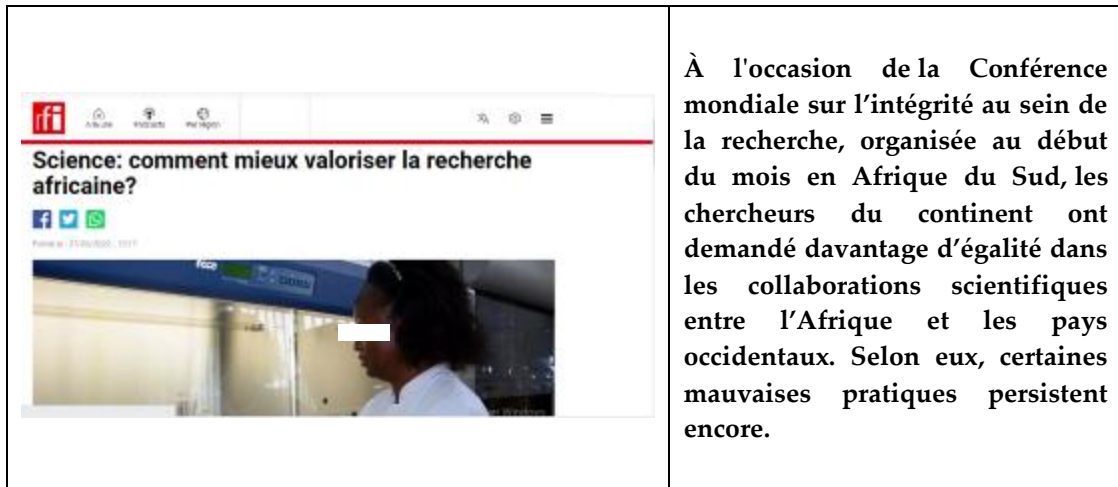 rfi
Science: comment mieux valoriser la recherche
africaine?
À l'occasion de la Conférence
mondiale sur l’intégrité au sein de
la recherche, organisée au début
du mois en Afrique du Sud, les
chercheurs du continent ont
demandé davantage d’égalité dans
les collaborations scientifiques
entre l’Afrique et les pays
occidentaux. Selon eux, certaines
mauvaises pratiques persistent
encore.